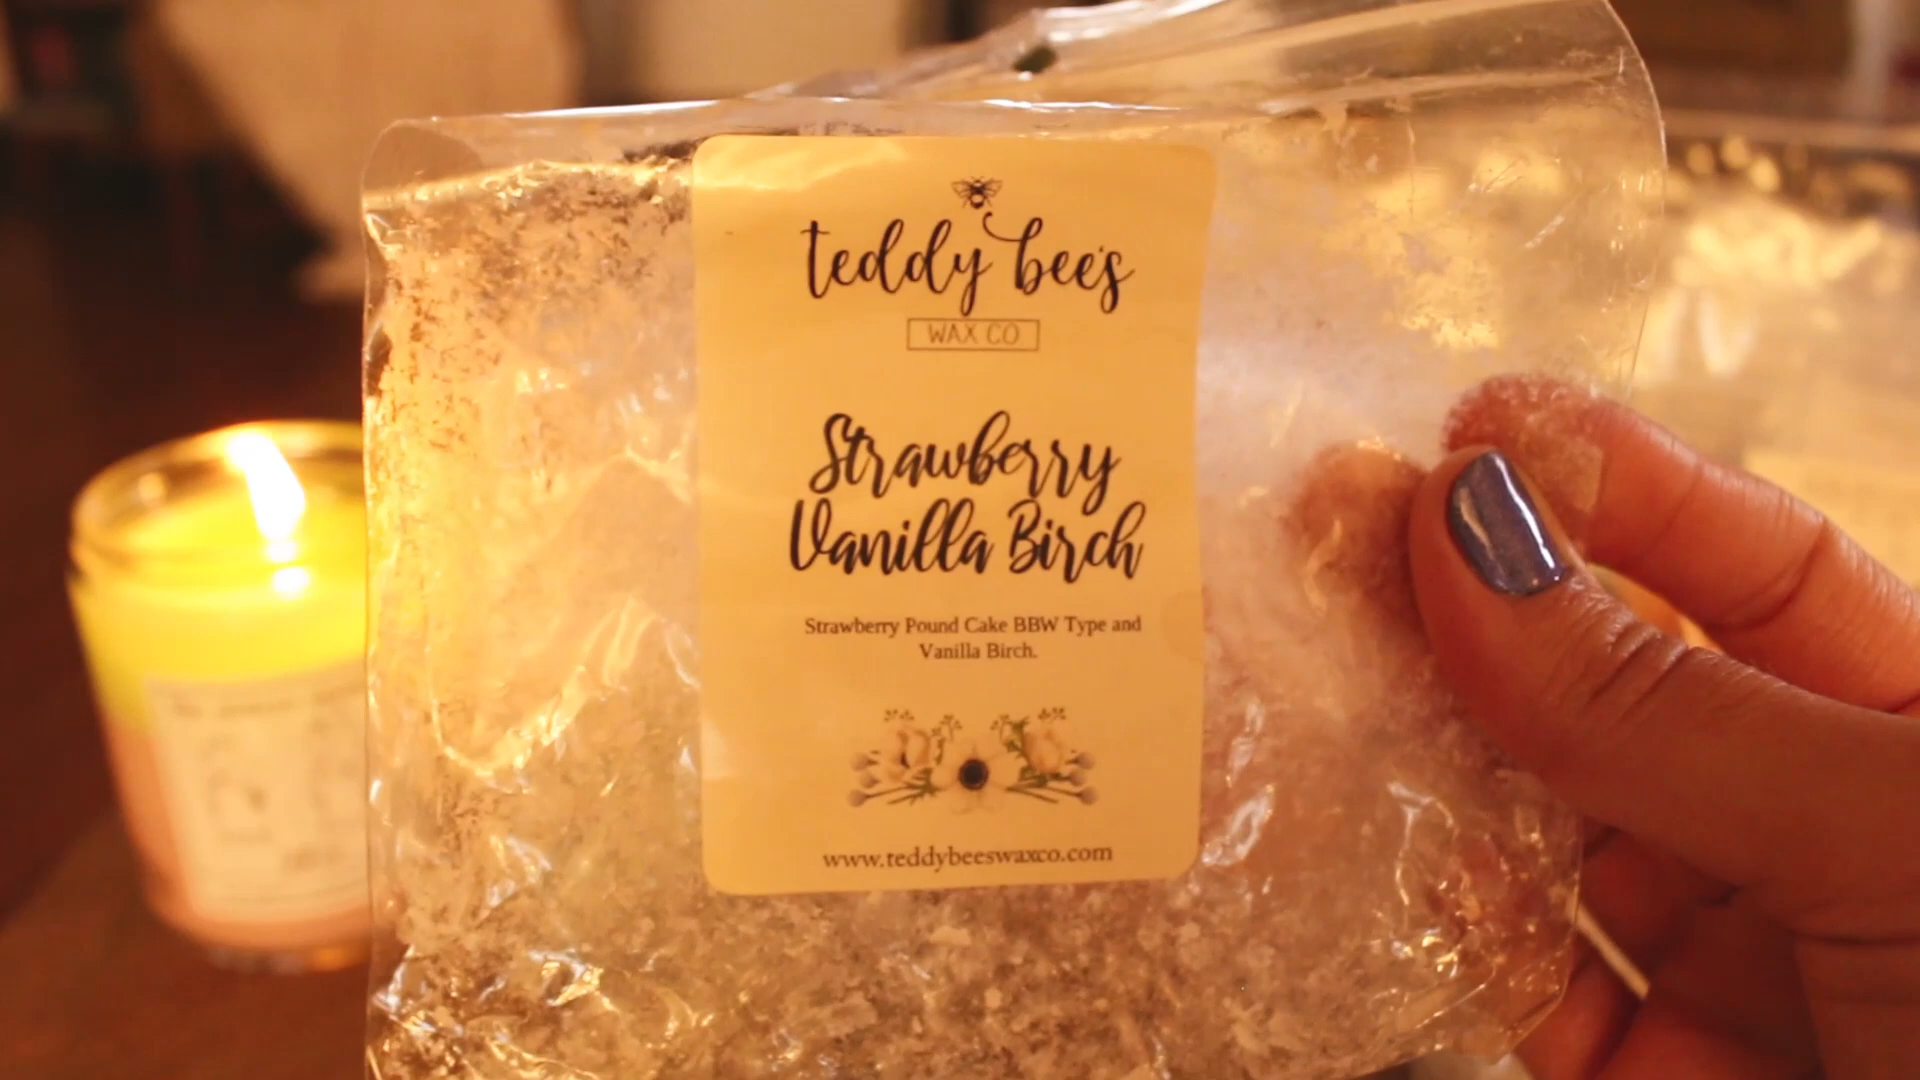 teddy bee's
WAX CO
Strawberry
Vanilla Birch
Strawberry Pound Cake BBW Type and
Vanilla Birch.
www.teddybeeswaxco.com